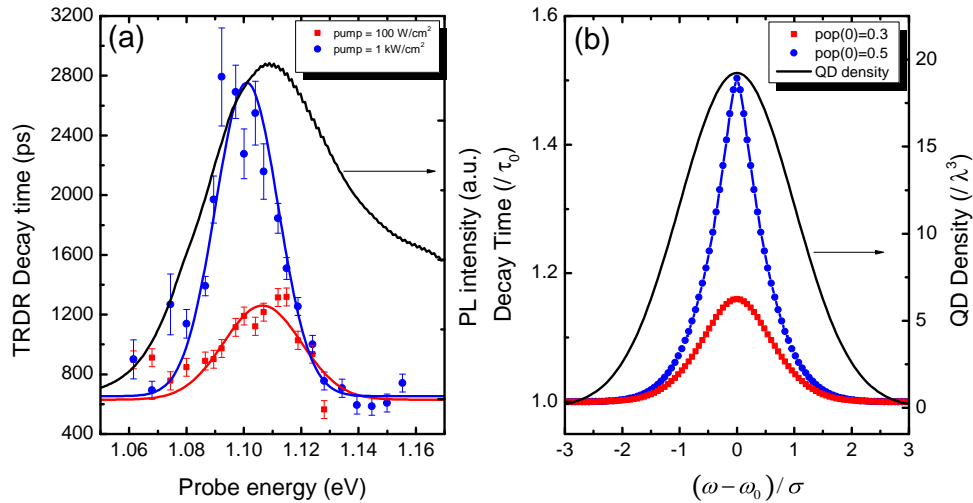 (a)
pump = 100 W/cm²
pump = 1 kW/cm²
3200
2800
2400
2000
1600
1200
800
400
TRDR Decay time (ps)
1.06
1.08
1.10
1.12
1.14
1.16
Probe energy (eV)
PL intensity (a.u.)
(b)
pop(0)=0.3
pop(0)=0.5
QD density
1.6
1.4
1.2
1.0
Decay Time (/τ₀)
20
15
10
5
0
QD Density (/λ³)
-3
-2
-1
0
1
2
3
(ω−ω₀)/σ